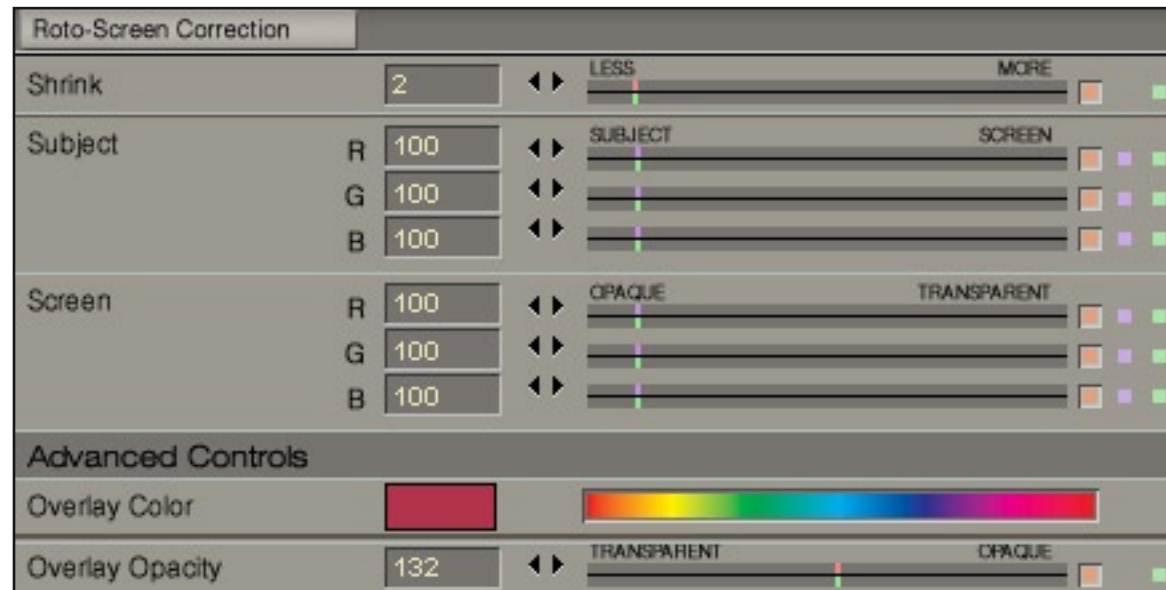 Roto-Screen Correction
LESS MORE
Shrink 2
SUBJECT SCREEN
Subject R 100
G 100
B 100
OPAQUE TRANSPARENT
Screen R 100
G 100
B 100
Advanced Controls
Overlay Color
TRANSPARENT OPAQUE
Overlay Opacity 132